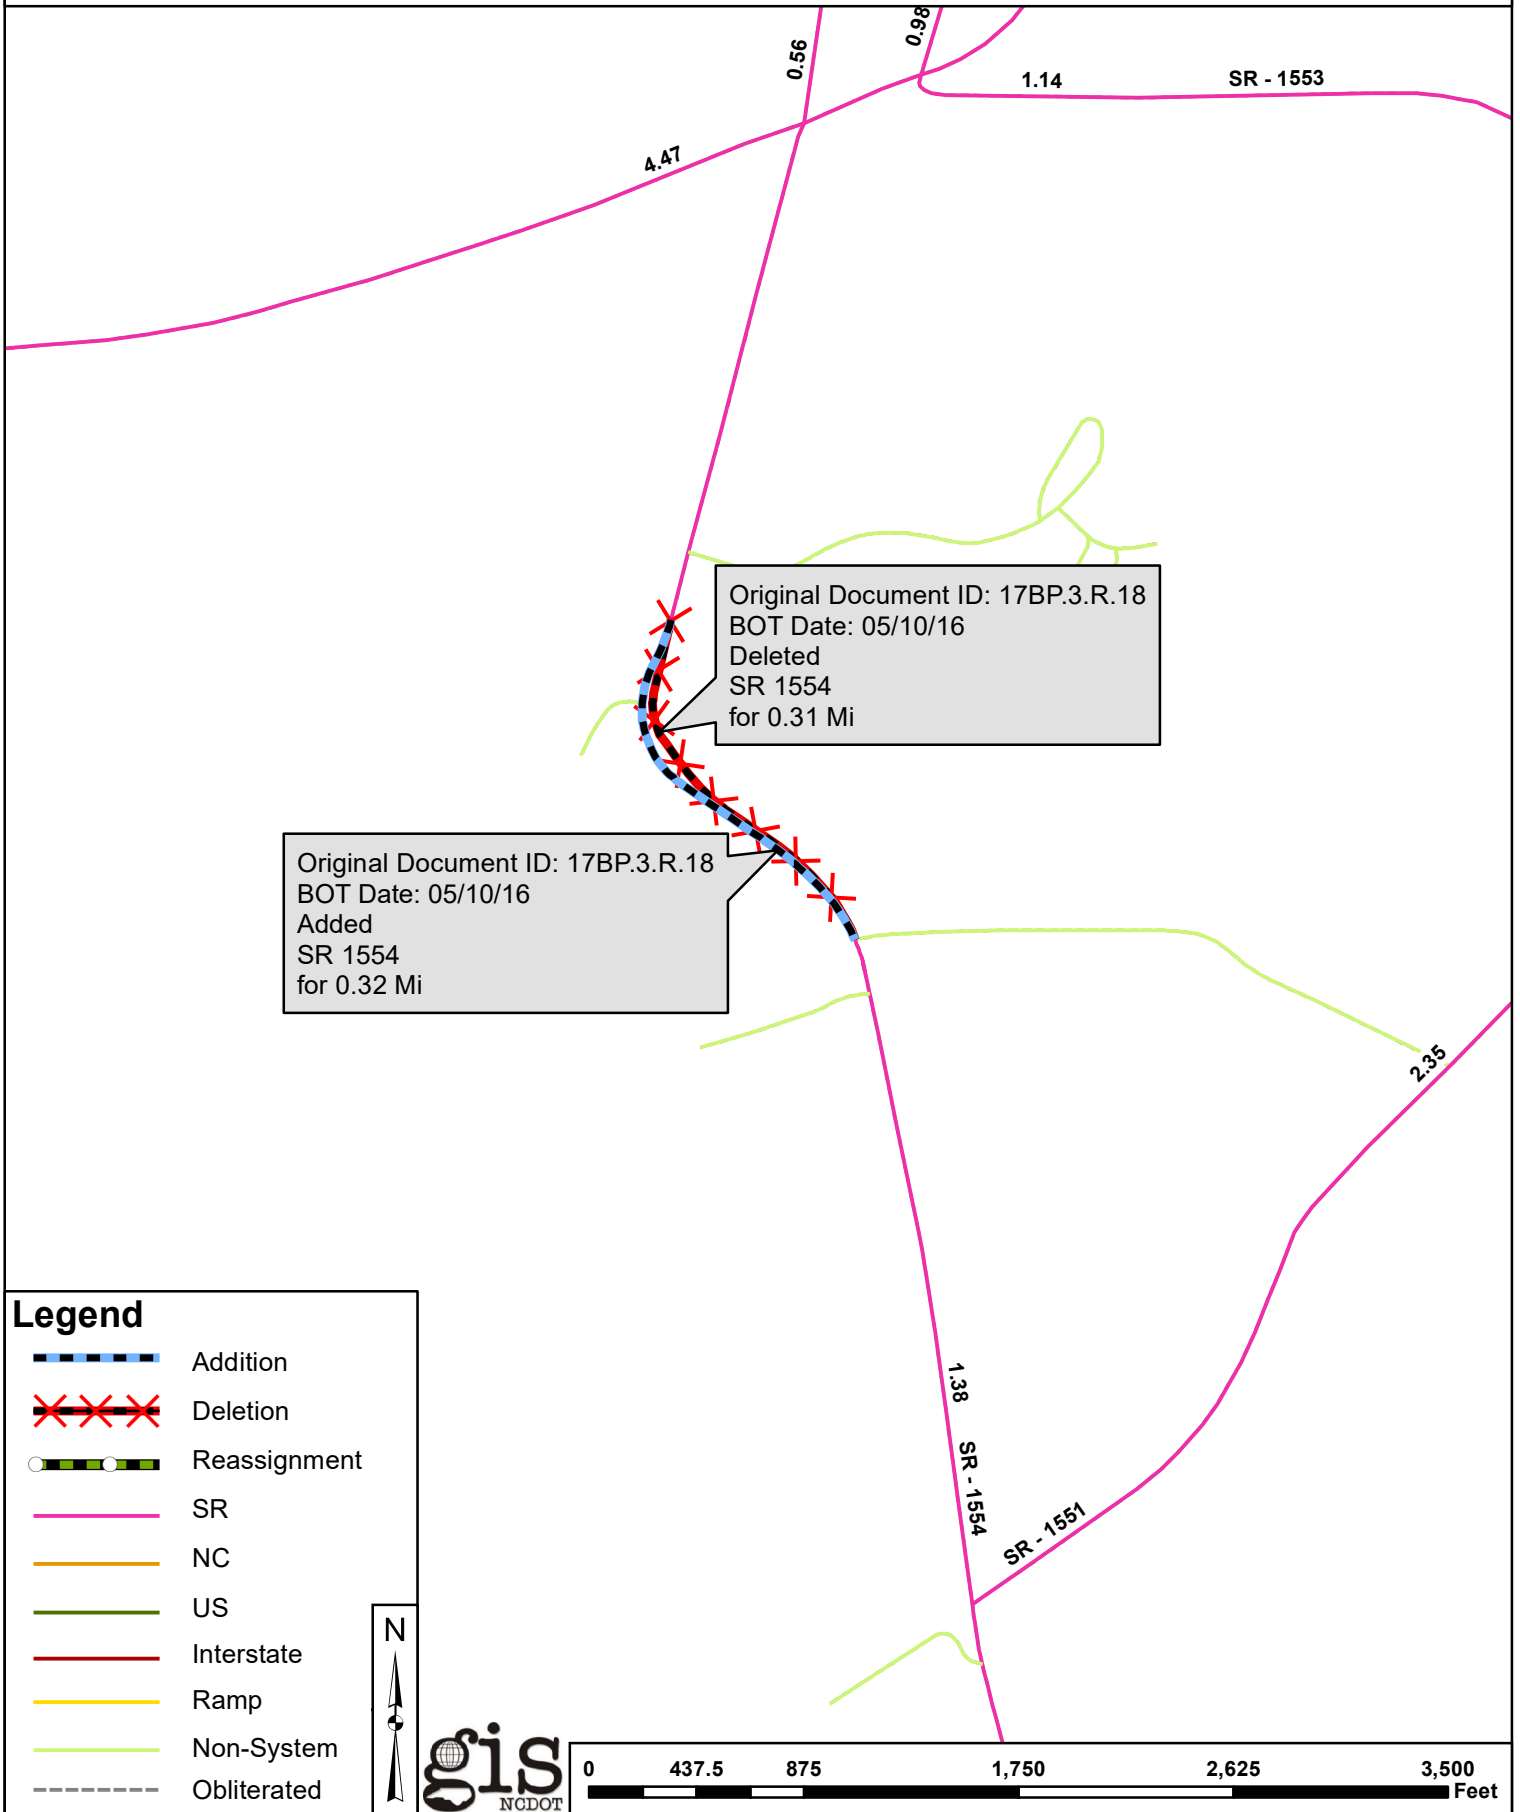 0.56
0.98
1.14
SR - 1553
4.47
Original Document ID: 17BP.3.R.18
BOT Date: 05/10/16
Deleted
SR 1554
for 0.31 Mi
Original Document ID: 17BP.3.R.18
BOT Date: 05/10/16
Added
SR 1554
for 0.32 Mi
2.35
1.38
SR - 1554
SR - 1551
Legend
Addition
Deletion
Reassignment
SR
NC
US
Interstate
Ramp
Non-System
Obliterated
N
gis
NCDOT
0 437.5 875 1,750 2,625 3,500
Feet